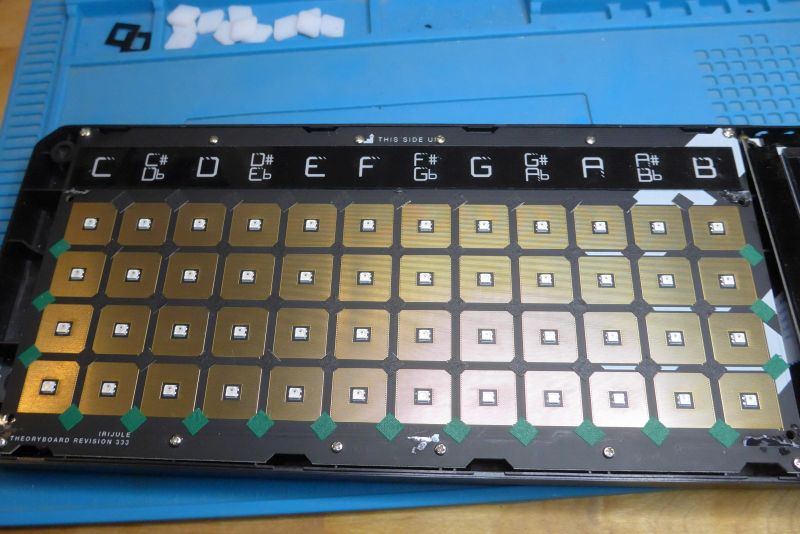 THIS SIDE UP
C C# D D# E F F# G G# A A# B
Db Eb Gb Ab Bb
IRIJULE
THEORYBOARD REVISION 333